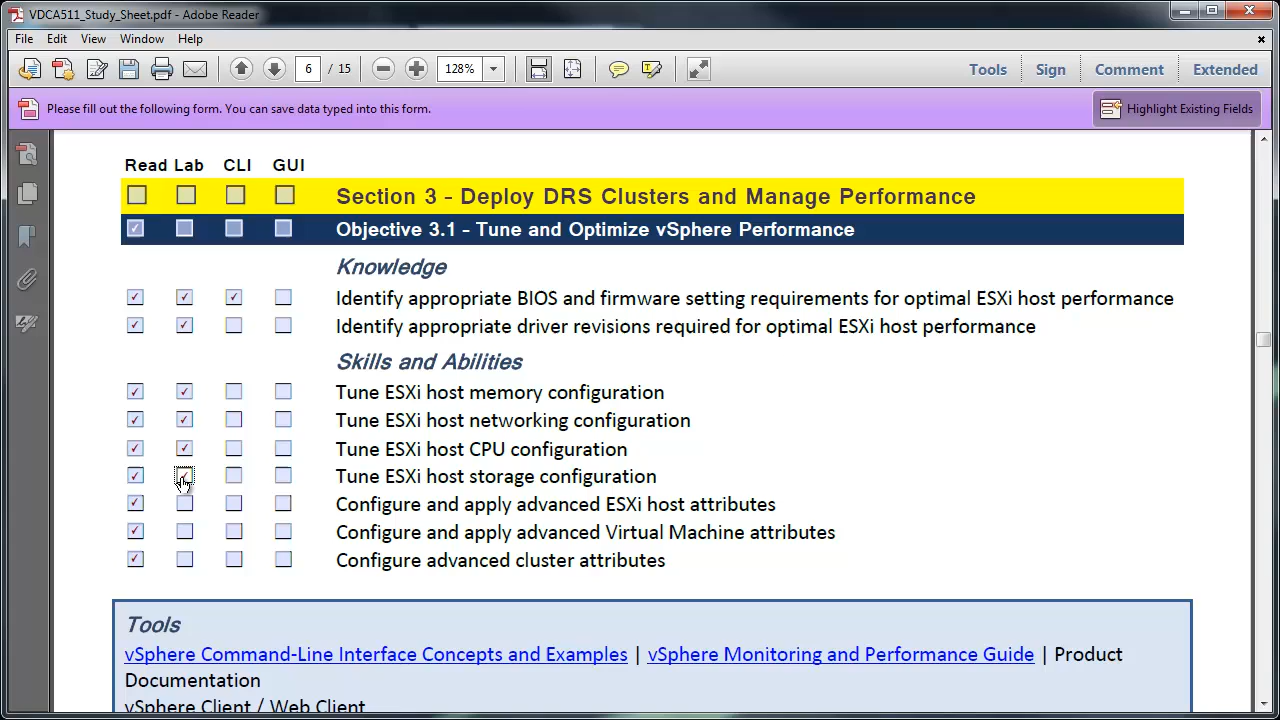 VDCA511_Study_Sheet.pdf - Adobe Reader
File Edit View Window Help
6 / 15 128% Tools Sign Comment Extended
Please fill out the following form. You can save data typed into this form. Highlight Existing Fields
Read Lab CLI GUI
Section 3 - Deploy DRS Clusters and Manage Performance
Objective 3.1 - Tune and Optimize vSphere Performance
Knowledge
Identify appropriate BIOS and firmware setting requirements for optimal ESXi host performance
Identify appropriate driver revisions required for optimal ESXi host performance
Skills and Abilities
Tune ESXi host memory configuration
Tune ESXi host networking configuration
Tune ESXi host CPU configuration
Tune ESXi host storage configuration
Configure and apply advanced ESXi host attributes
Configure and apply advanced Virtual Machine attributes
Configure advanced cluster attributes
Tools
vSphere Command-Line Interface Concepts and Examples | vSphere Monitoring and Performance Guide | Product
Documentation
vSphere Client / Web Client